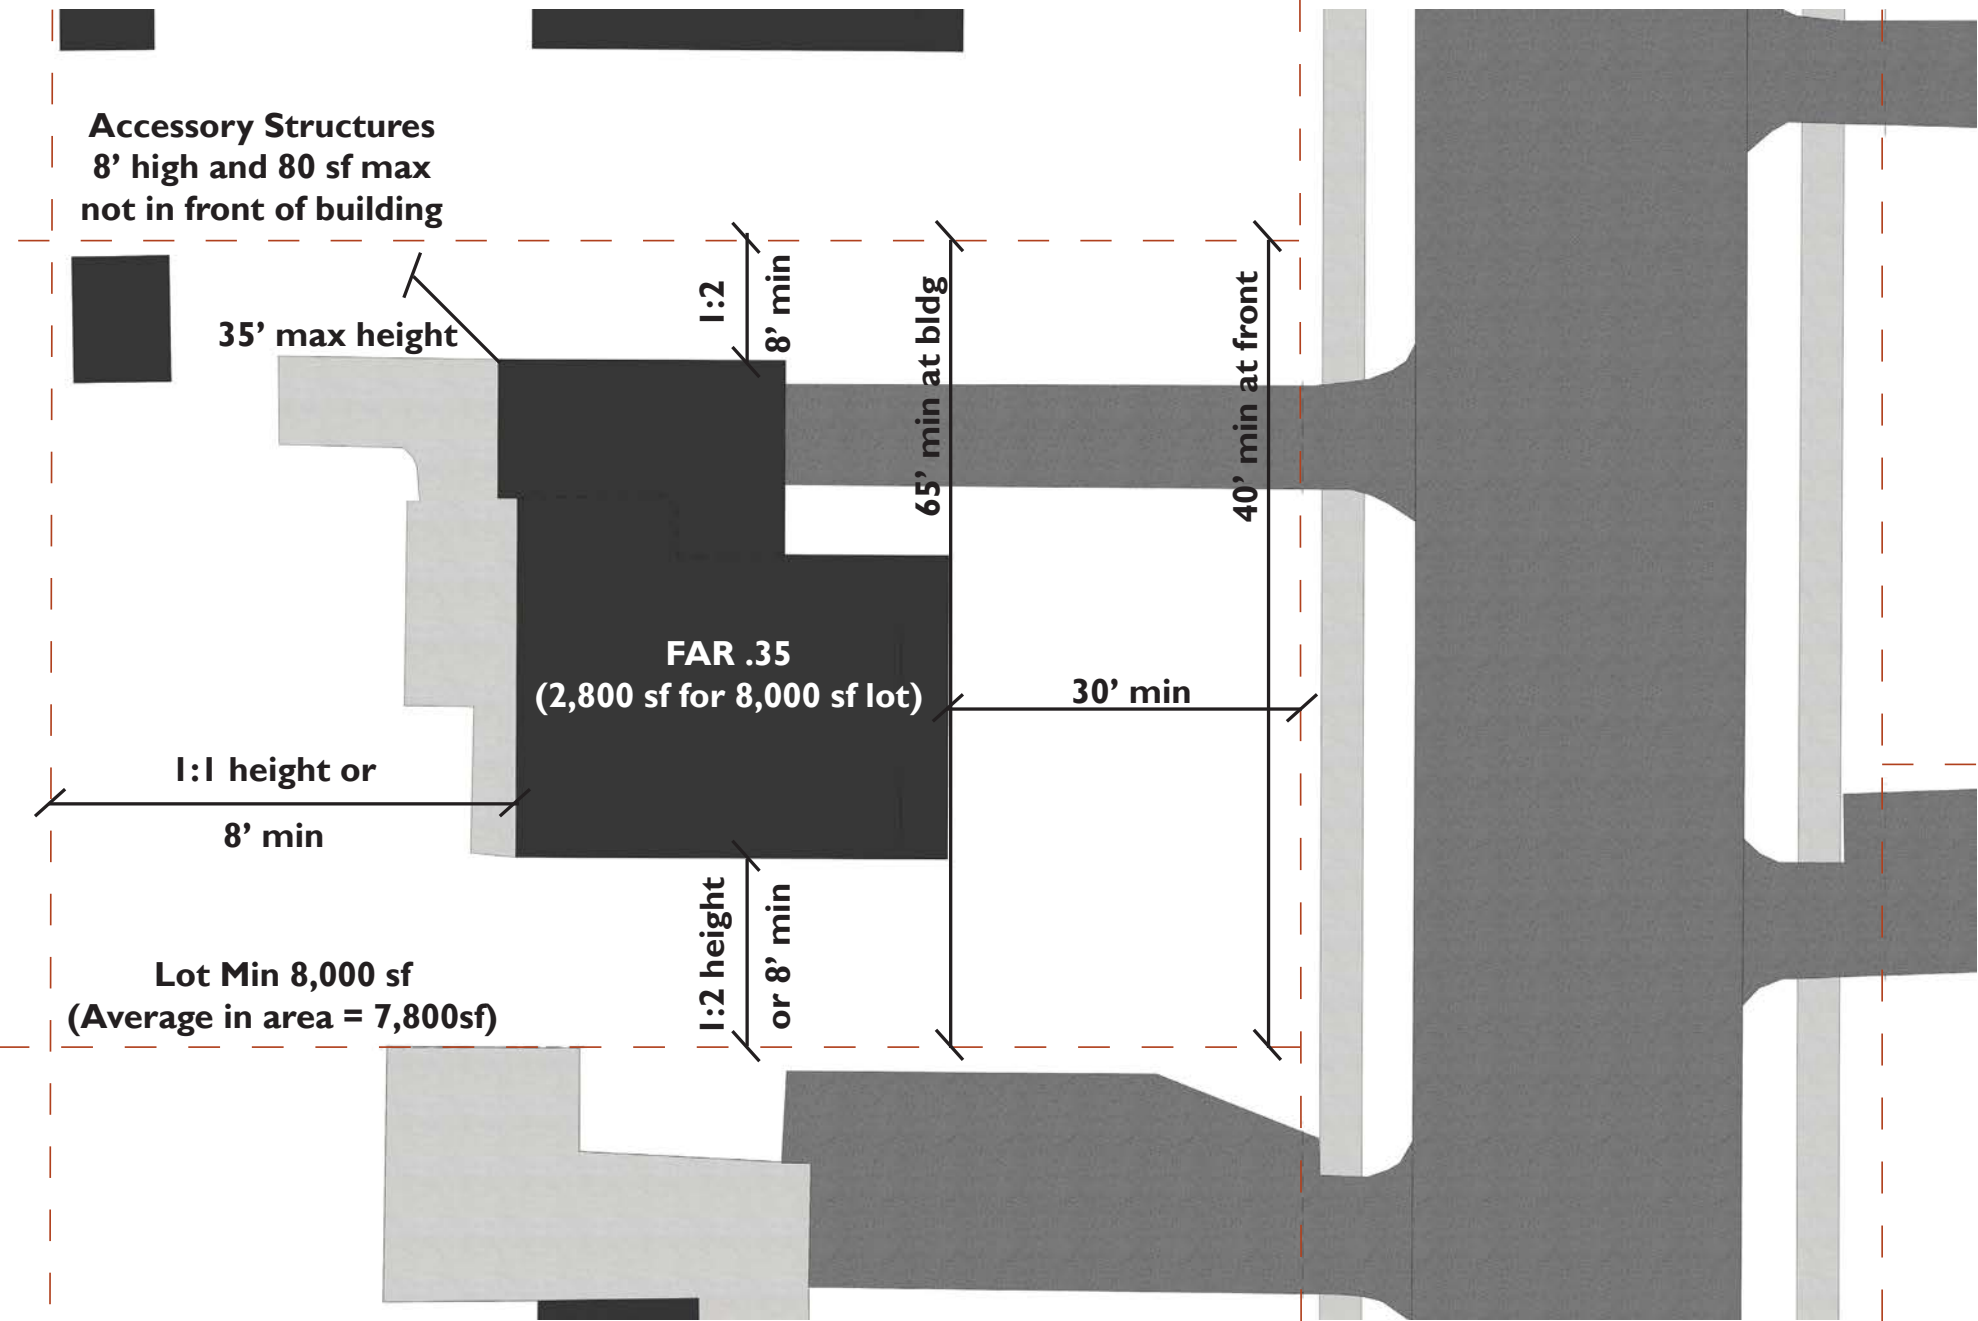 Accessory Structures
8’ high and 80 sf max
not in front of building
35’ max height
1:2
8’ min
65’ min at bldg
40’ min at front
FAR .35
(2,800 sf for 8,000 sf lot)
30’ min
1:1 height or
8’ min
1:2 height
or 8’ min
Lot Min 8,000 sf
(Average in area = 7,800sf)